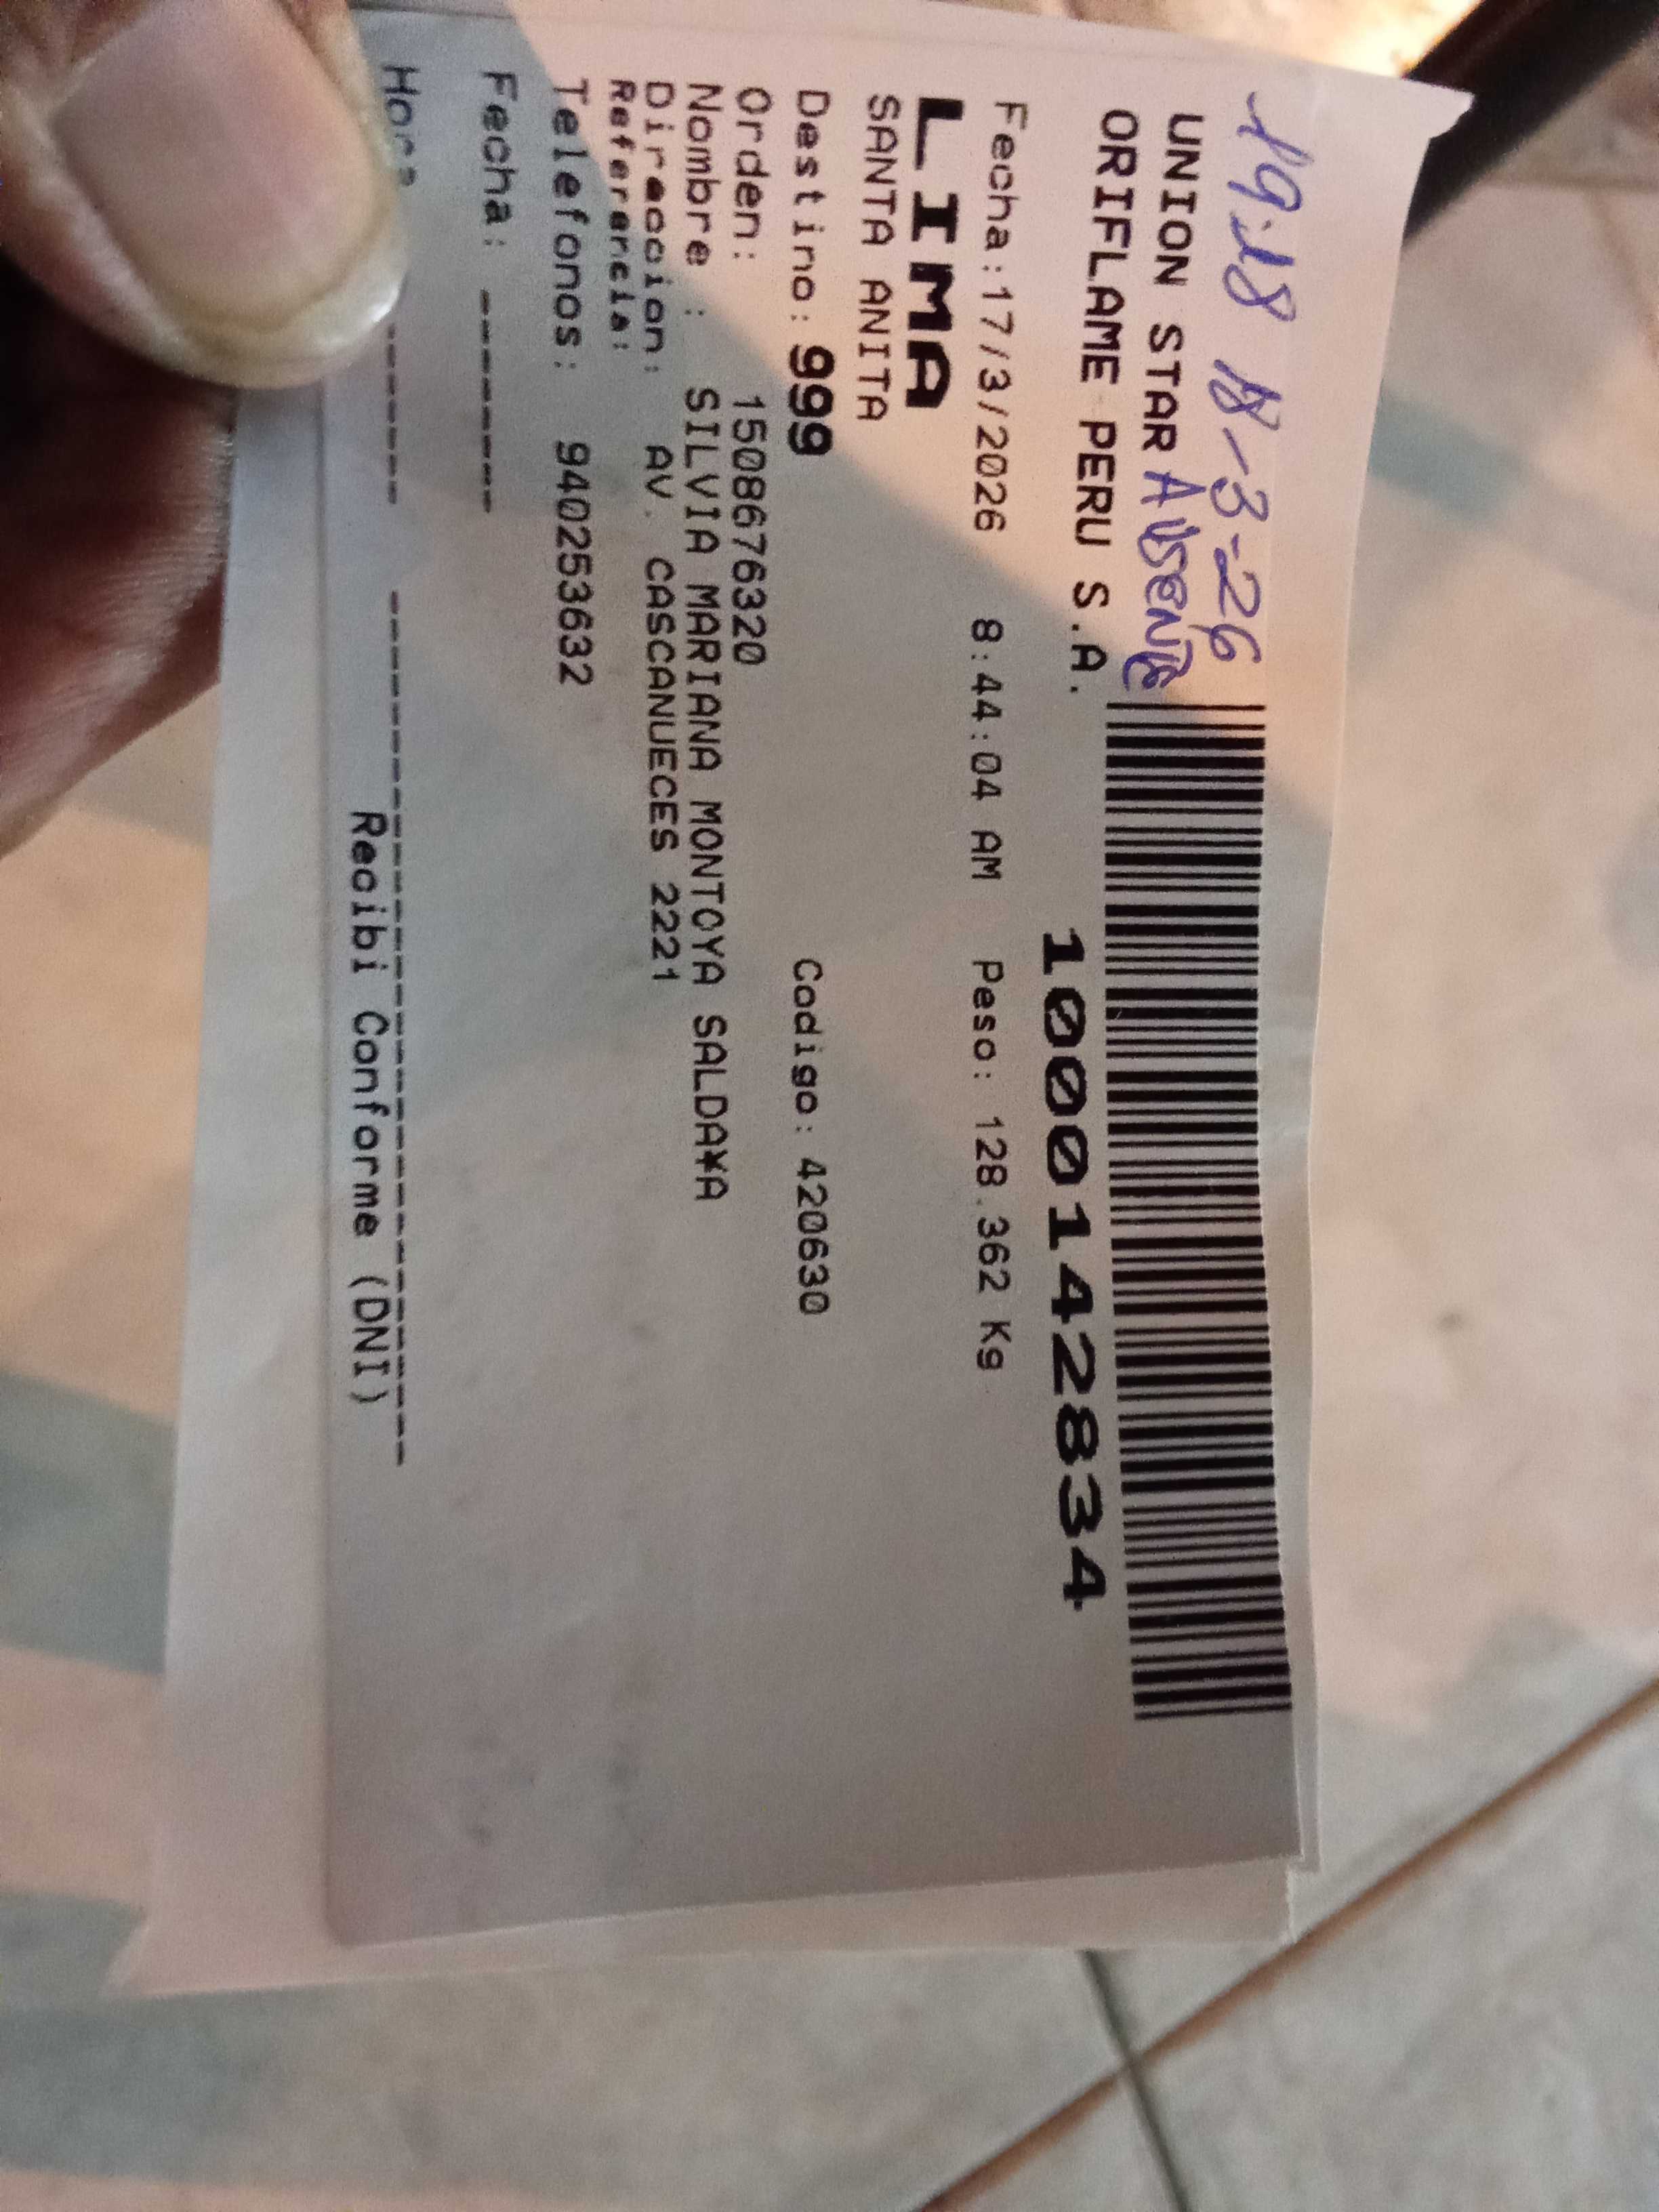 19:18 18-3-26
UNION STAR Ausente
ORIFLAME PERU S.A.
1000142834
Fecha:17/3/2026 8:44:04 AM Peso: 128.362 Kg
LIMA
SANTA ANITA
Destino: 999 Codigo: 420630
Orden: 1508676320
Nombre : SILVIA MARIANA MONTOYA SALDA¥A
Direccion: AV. CASCANUECES 2221
Referencia:
Telefonos: 940253632
Fecha: ------
Hora
Recibi Conforme (DNI)